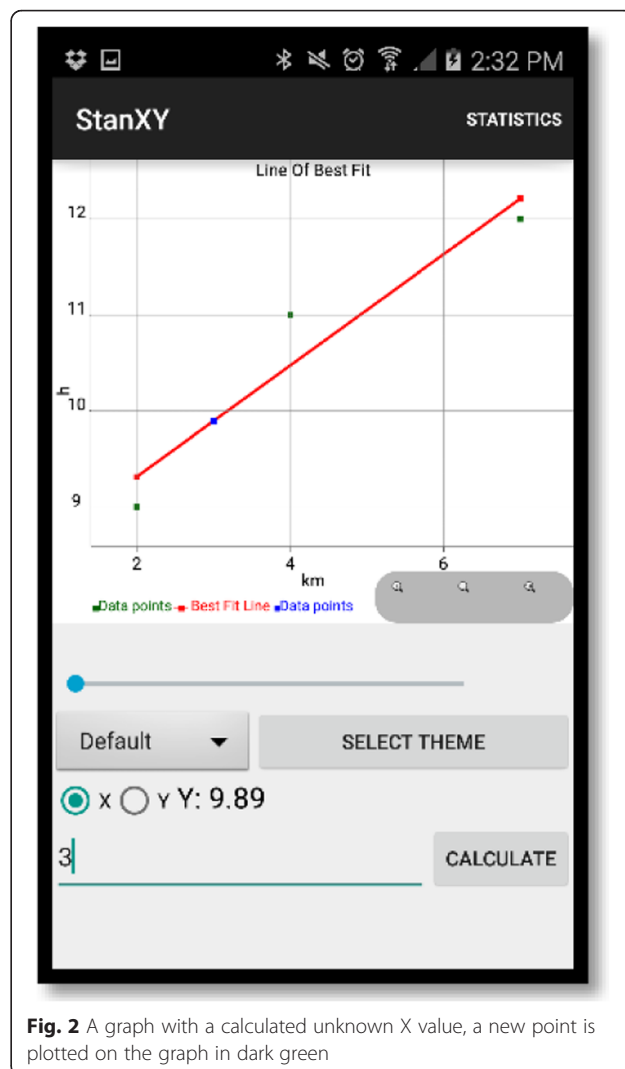 2:32 PM
StanXY STATISTICS
Line Of Best Fit
12
11
h
10
9
2 4 6
km
Data points Best Fit Line Data points
Default SELECT THEME
X Y Y: 9.89
3 CALCULATE
Fig. 2 A graph with a calculated unknown X value, a new point is
plotted on the graph in dark green